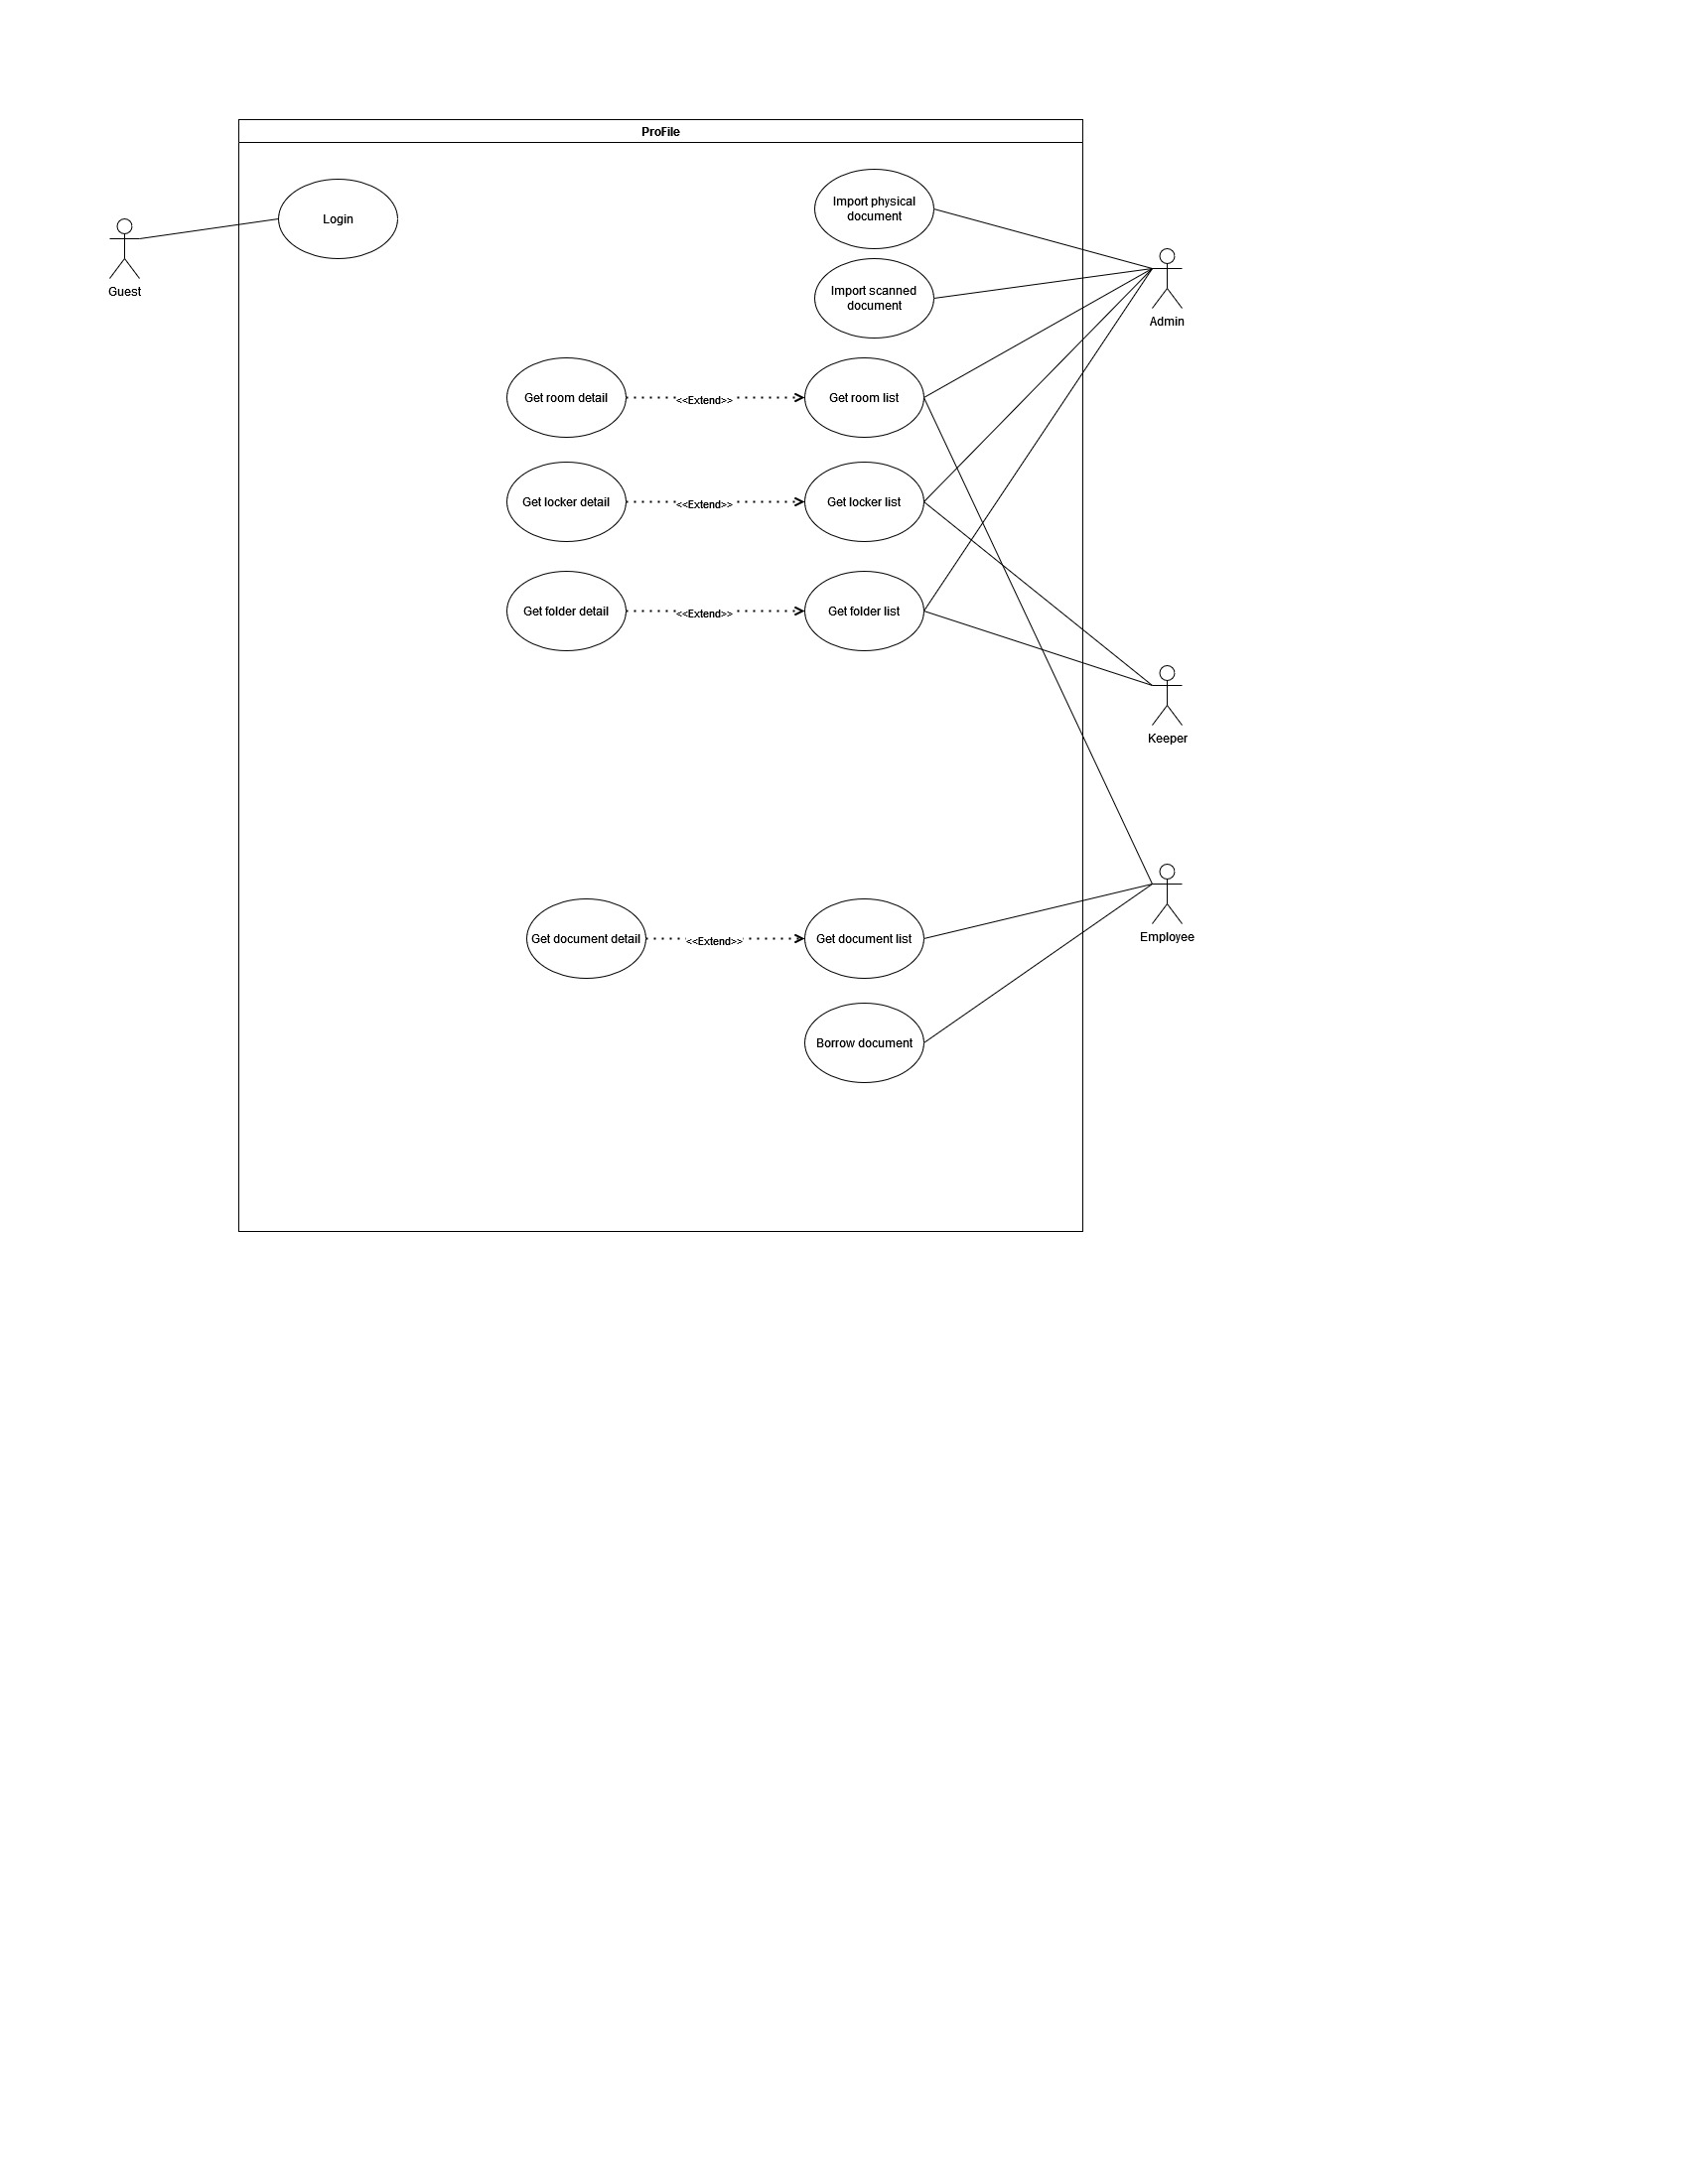 ProFile
Login
Guest
Import physical
document
Import scanned
document
Admin
Get room detail
<<Extend>>
Get room list
Get locker detail
<<Extend>>
Get locker list
Get folder detail
<<Extend>>
Get folder list
Keeper
Get document detail
<<Extend>>
Get document list
Employee
Borrow document